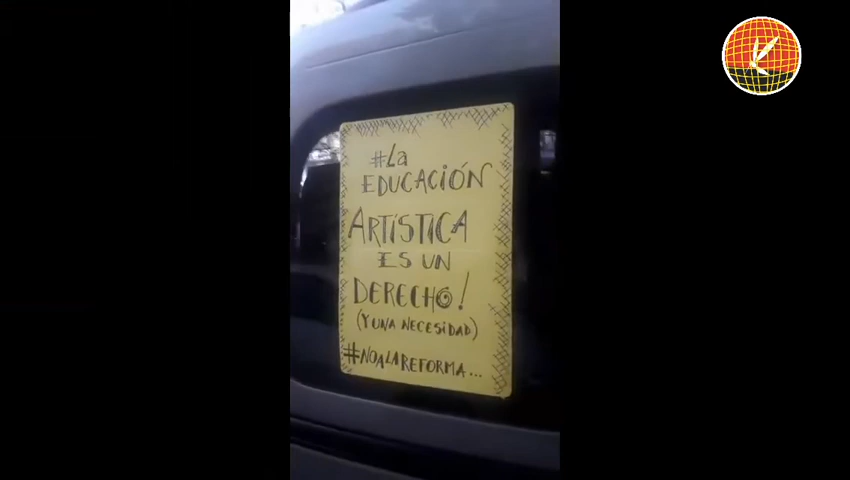 #La
EDUCACIÓN
ARTÍSTICA
ES UN
DERECHO!
(Y UNA NECESIDAD)
#NOALAREFORMA...